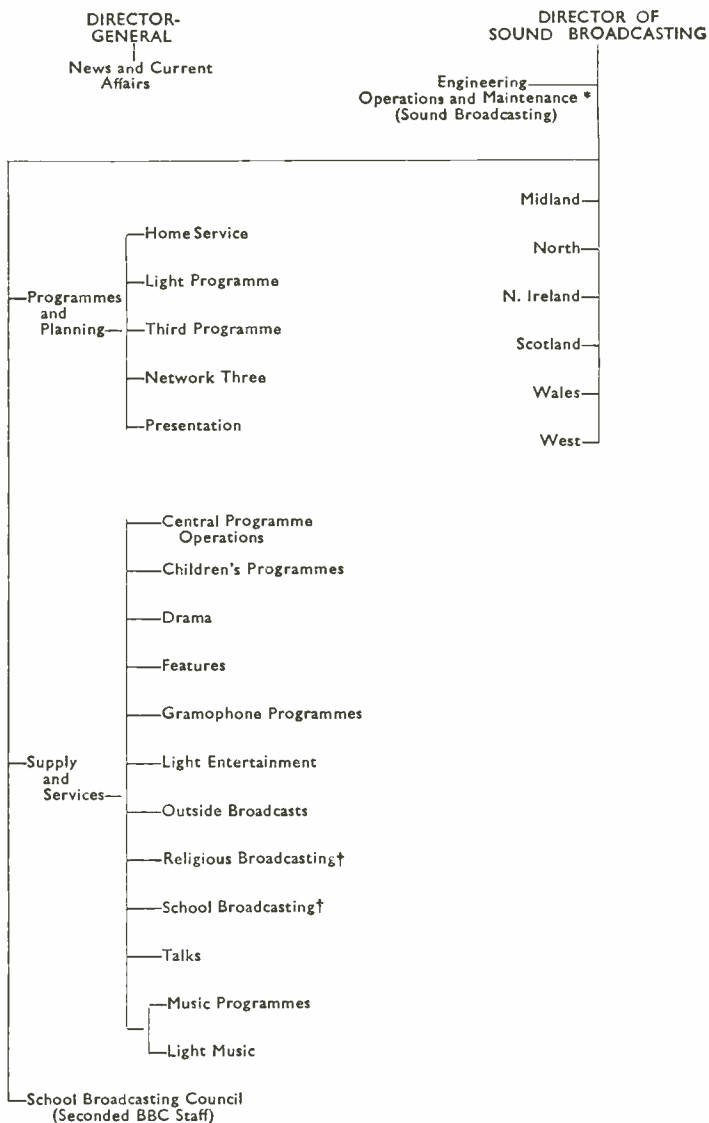 DIRECTOR-
GENERAL
News and Current
Affairs
DIRECTOR OF
SOUND BROADCASTING
Engineering
Operations and Maintenance *
(Sound Broadcasting)
Midland
North
N. Ireland
Scotland
Wales
West
Programmes
and
Planning
Home Service
Light Programme
Third Programme
Network Three
Presentation
Supply
and
Services
Central Programme
Operations
Children's Programmes
Drama
Features
Gramophone Programmes
Light Entertainment
Outside Broadcasts
Religious Broadcasting†
School Broadcasting†
Talks
Music Programmes
Light Music
School Broadcasting Council
(Seconded BBC Staff)